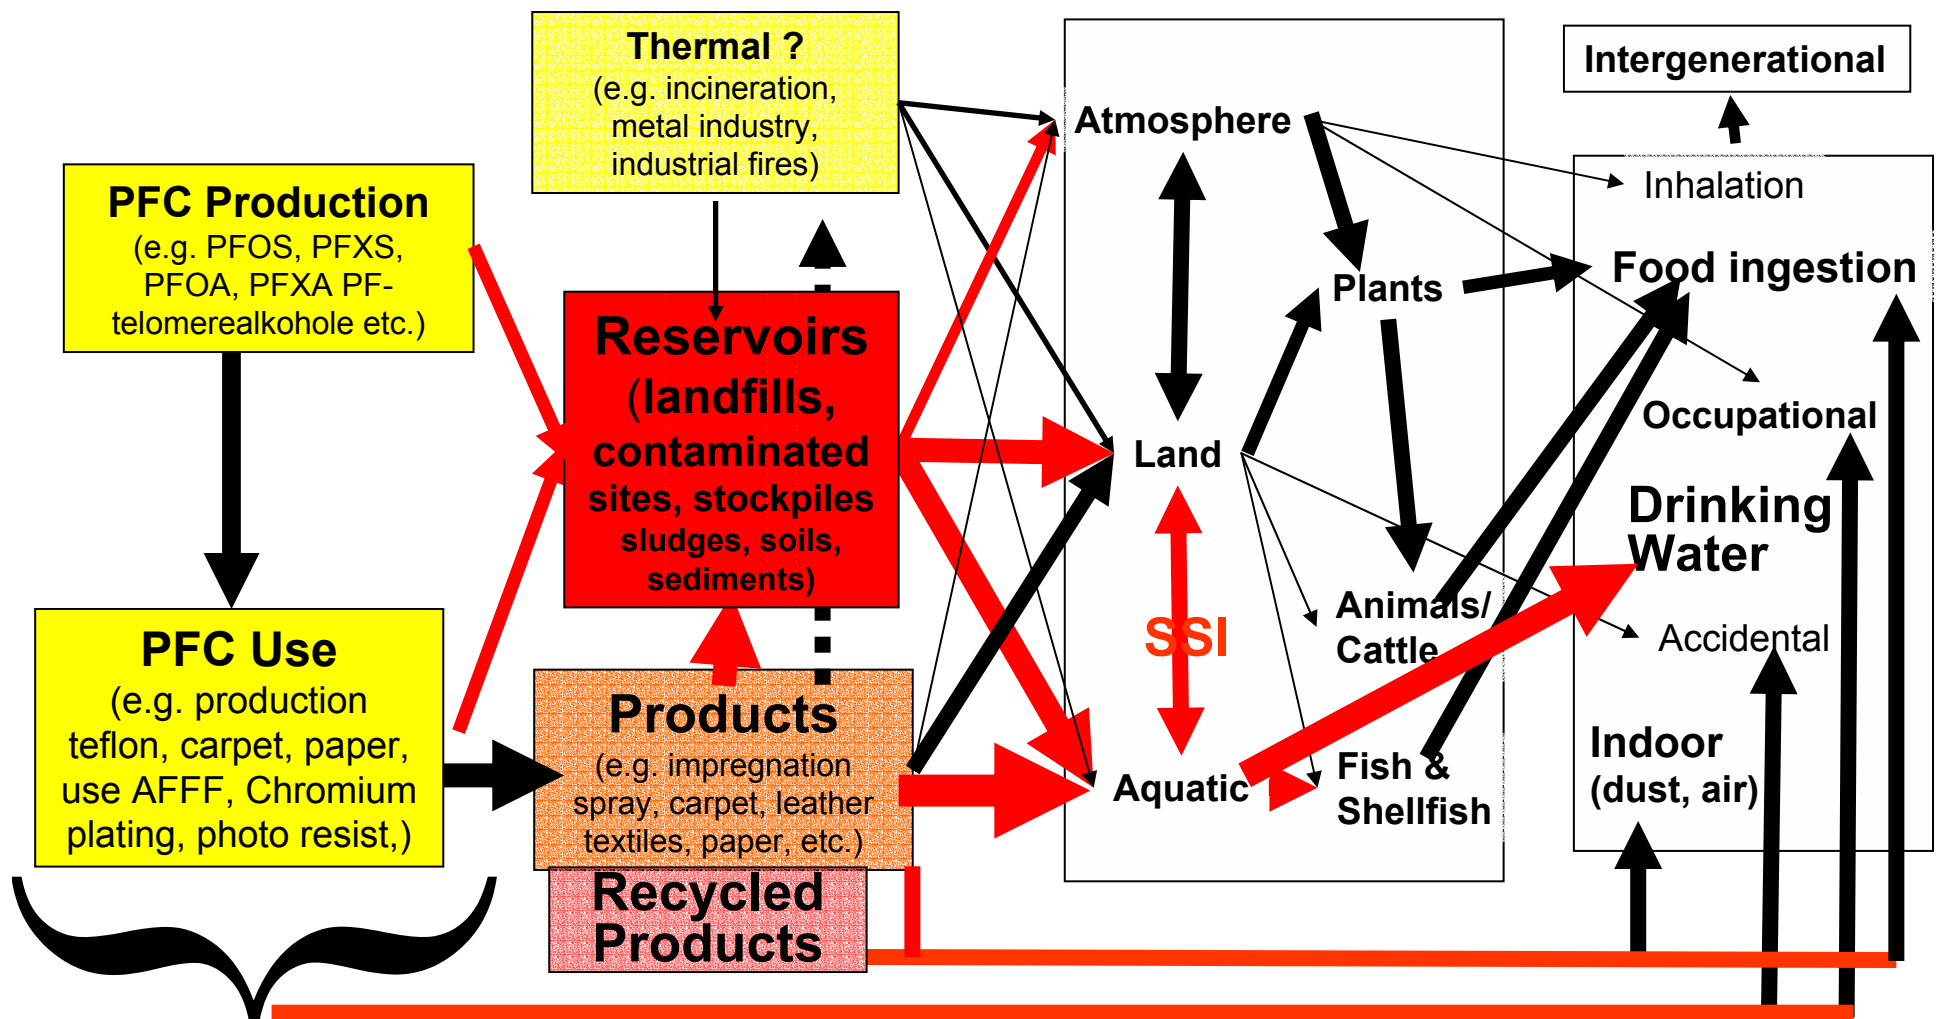 Thermal ?
(e.g. incineration,
metal industry,
industrial fires)
PFC Production
(e.g. PFOS, PFXS,
PFOA, PFXA PF-
telomerealkohole etc.)
Reservoirs
(landfills,
contaminated
sites, stockpiles
sludges, soils,
sediments)
PFC Use
(e.g. production
teflon, carpet, paper,
use AFFF, Chromium
plating, photo resist,)
Products
(e.g. impregnation
spray, carpet, leather
textiles, paper, etc.)
Recycled
Products
Atmosphere
Plants
Land
SSI
Animals/
Cattle
Aquatic
Fish &
Shellfish
Intergenerational
Inhalation
Food ingestion
Occupational
Drinking
Water
Accidental
Indoor
(dust, air)